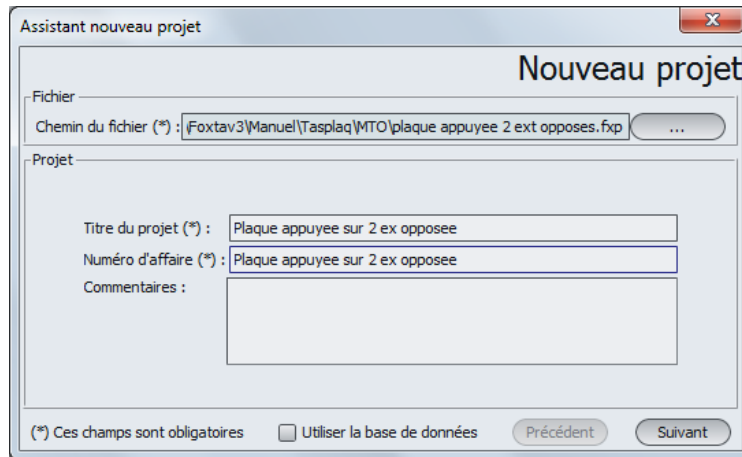 Assistant nouveau projet
Nouveau projet
Fichier
Chemin du fichier (*) : \Foxtav3\Manuel\Tasplaq\MTO\plaque appuyee 2 ext opposes.fxp ...
Projet
Titre du projet (*) : Plaque appuyee sur 2 ex opposee
Numéro d'affaire (*) : Plaque appuyee sur 2 ex opposee
Commentaires :
(*) Ces champs sont obligatoires Utiliser la base de données Précédent Suivant